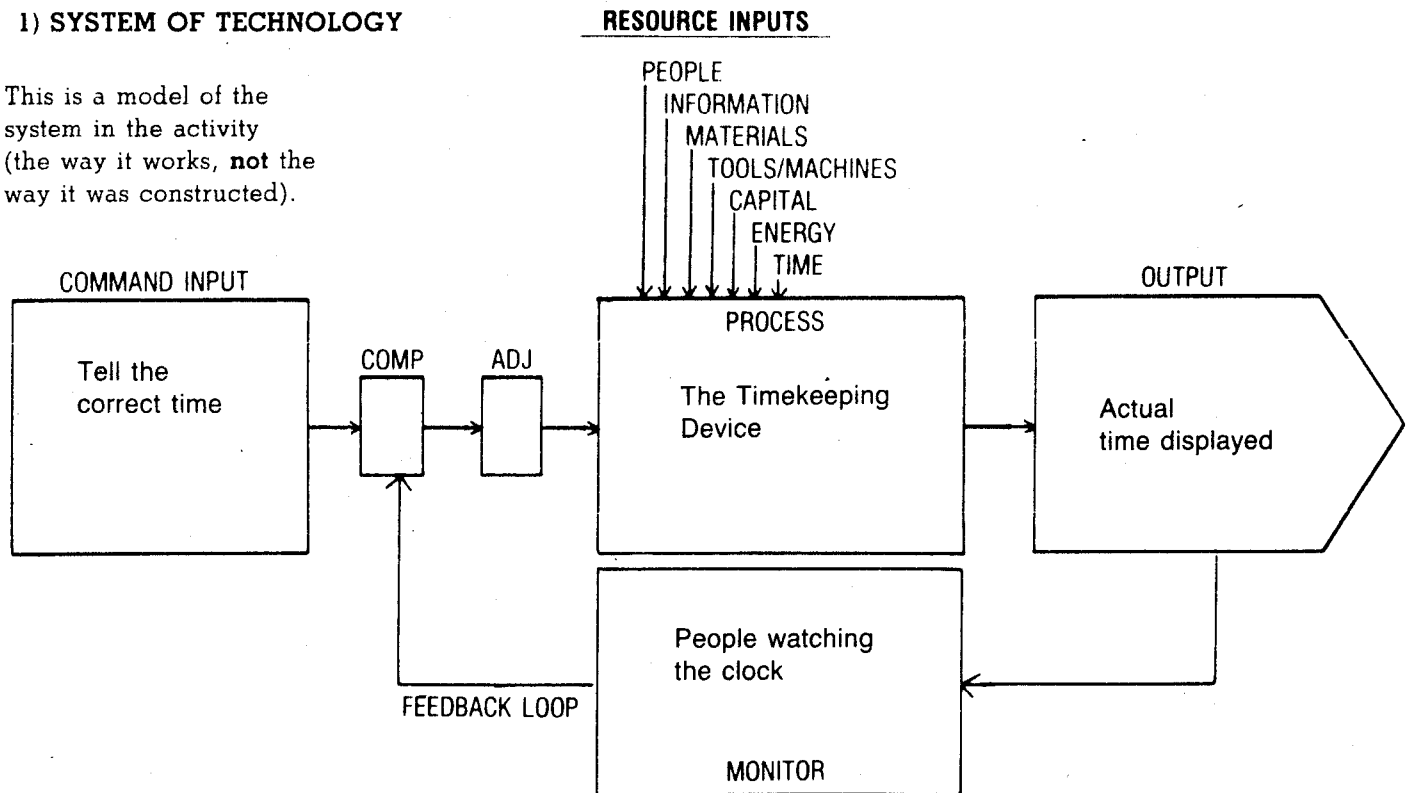 1) SYSTEM OF TECHNOLOGY
RESOURCE INPUTS
This is a model of the
system in the activity
(the way it works, not the
way it was constructed).
PEOPLE
INFORMATION
MATERIALS
TOOLS/MACHINES
CAPITAL
ENERGY
TIME
COMMAND INPUT
Tell the
correct time
COMP
ADJ
PROCESS
The Timekeeping
Device
OUTPUT
Actual
time displayed
People watching
the clock
FEEDBACK LOOP
MONITOR